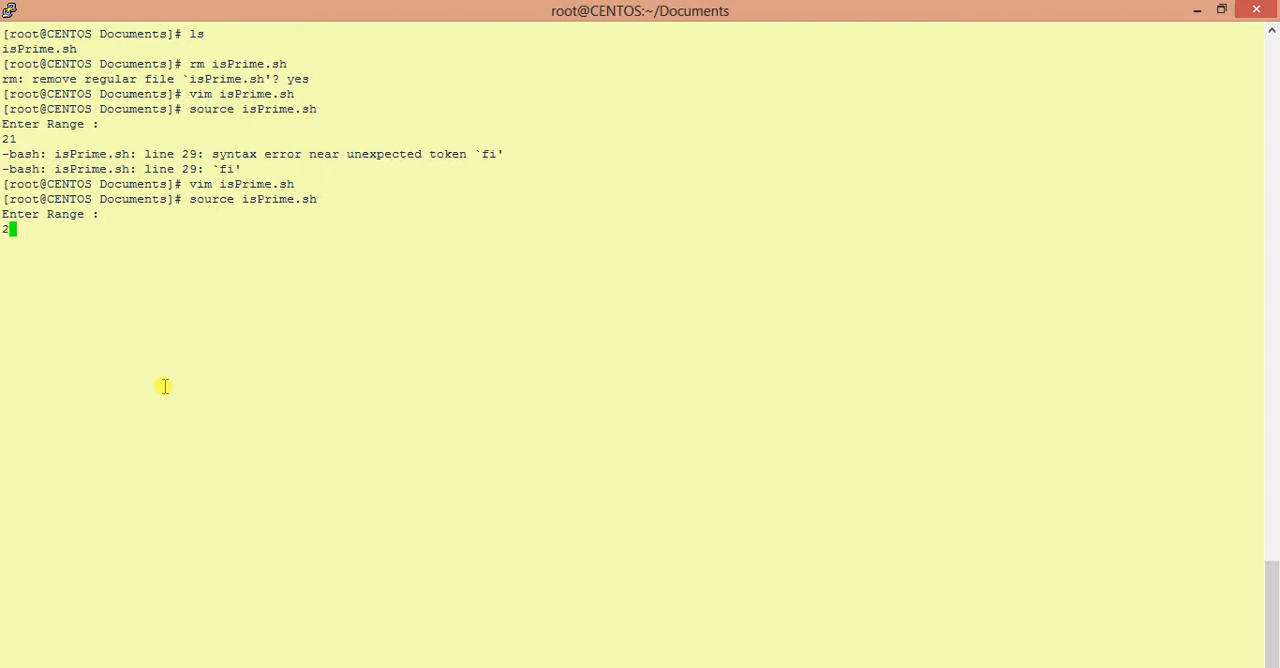 root@CENTOS:~/Documents
[root@CENTOS Documents]# ls
isPrime.sh
[root@CENTOS Documents]# rm isPrime.sh
rm: remove regular file `isPrime.sh'? yes
[root@CENTOS Documents]# vim isPrime.sh
[root@CENTOS Documents]# source isPrime.sh
Enter Range :
21
-bash: isPrime.sh: line 29: syntax error near unexpected token `fi'
-bash: isPrime.sh: line 29: `fi'
[root@CENTOS Documents]# vim isPrime.sh
[root@CENTOS Documents]# source isPrime.sh
Enter Range :
2